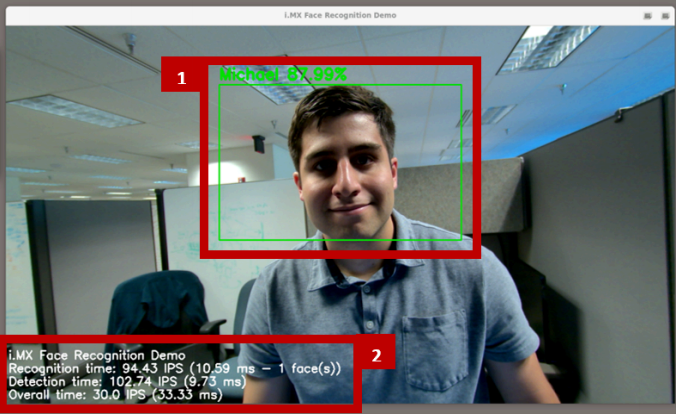 i.MX Face Recognition Demo
1
Michael 87.99%
2
i.MX Face Recognition Demo
Recognition time: 94.43 IPS (10.59 ms – 1 face(s))
Detection time: 102.74 IPS (9.73 ms)
Overall time: 30.0 IPS (33.33 ms)